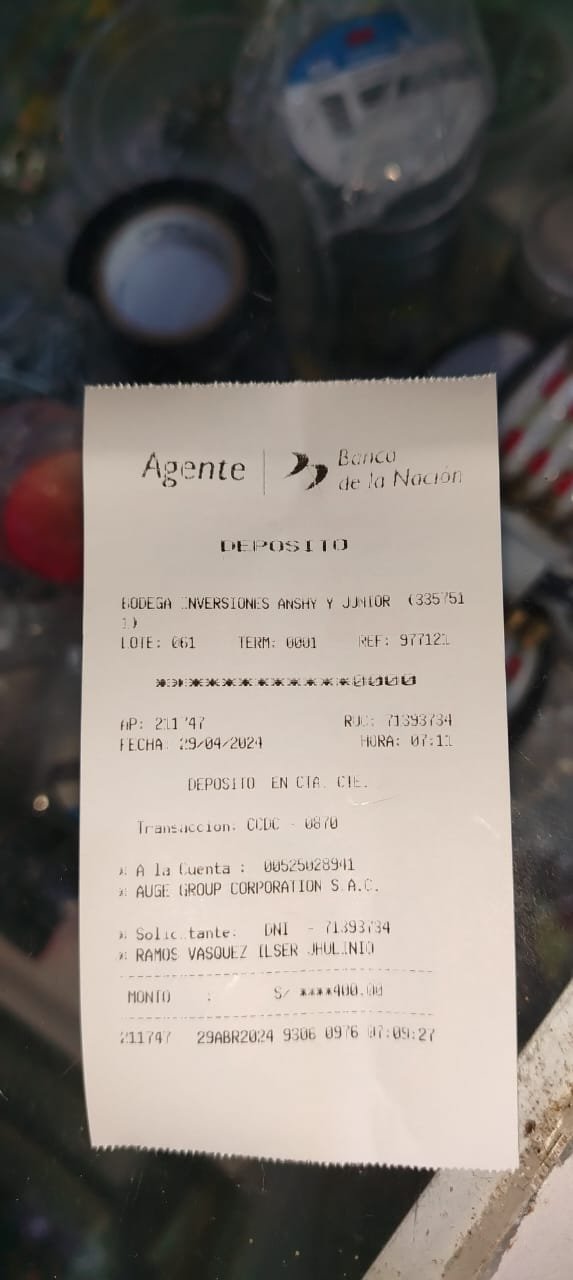 Agente | Banco
de la Nación
DEPOSITO
BODEGA INVERSIONES ANSHY Y JUNIOR (335751
1)
LOTE: 061 TERM: 0001 REF: 977121
************0000
AP: 211747 RUC: 71393734
FECHA: 29/04/2024 HORA: 07:11
DEPOSITO EN CTA. CTE.
Transaccion: CCDC - 0870
* A la Cuenta : 00525028941
* AUGE GROUP CORPORATION S.A.C.
* Solicitante: DNI - 71393734
* RAMOS VASQUEZ ILSER JHULINIO
MONTO : S/ ****400.00
211747 29ABR2024 9306 0976 07:09:27